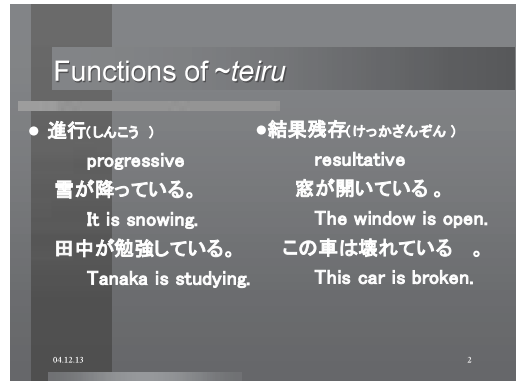 Functions of ~teiru
● 進行(しんこう )
progressive
雪が降っている。
It is snowing.
田中が勉強している。
Tanaka is studying.
●結果残存(けっかざんぞん)
resultative
窓が開いている 。
The window is open.
この車は壊れている 。
This car is broken.
04.12.13
2